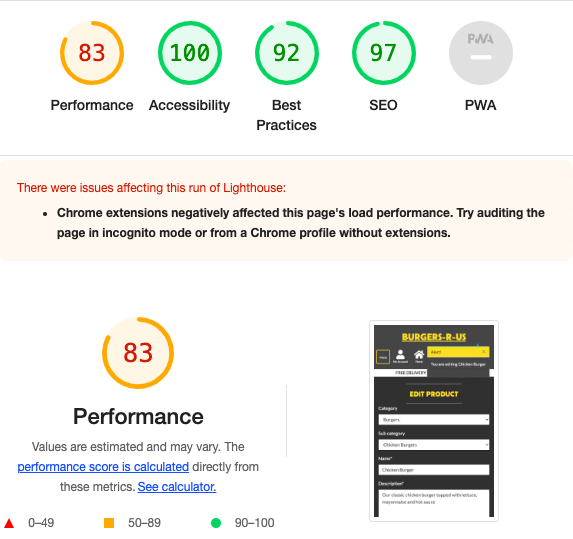 83
100
92
97
PWA
Performance
Accessibility
Best
Practices
SEO
PWA
There were issues affecting this run of Lighthouse:
• Chrome extensions negatively affected this page's load performance. Try auditing the
page in incognito mode or from a Chrome profile without extensions.
83
Performance
Values are estimated and may vary. The
performance score is calculated directly from
these metrics. See calculator.
0–49
50–89
90–100
BURGERS-R-US
Alert!
You are editing Chicken Burger
FREE DELIVERY
EDIT PRODUCT
Category
Burgers
Sub category
Chicken Burgers
Name*
Chicken Burger
Description*
Our classic chicken burger topped with lettuce,
mayonnaise and hot sauce